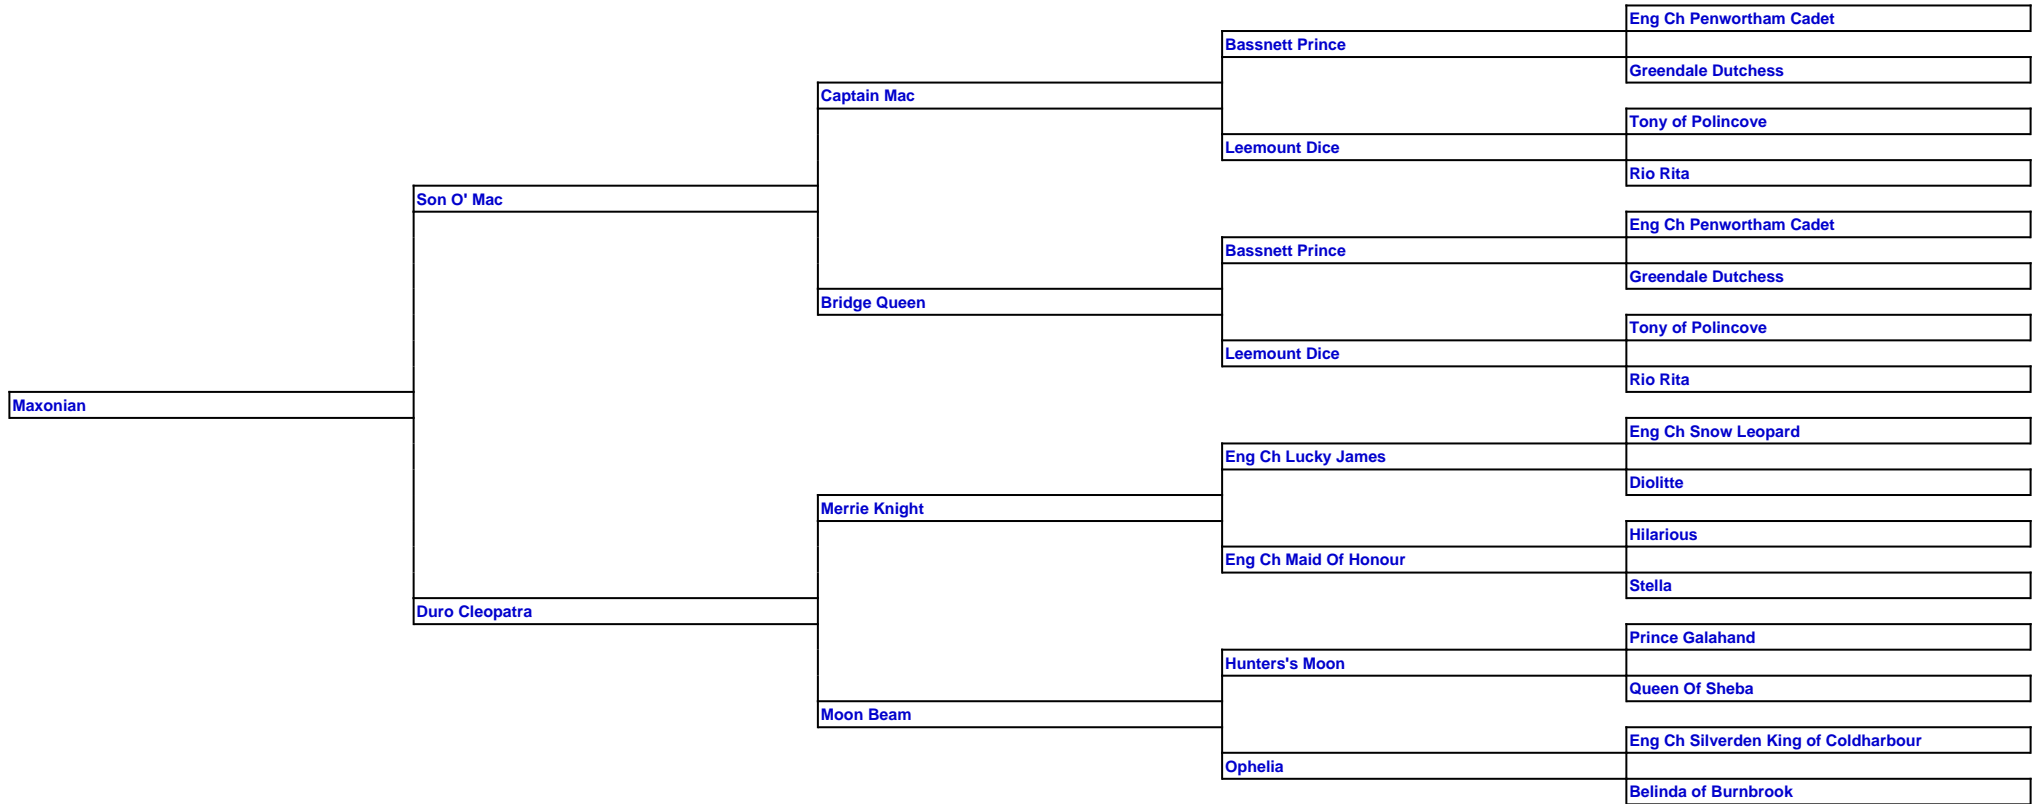 Eng Ch Penwortham Cadet
Bassnett Prince
Greendale Dutchess
Captain Mac
Tony of Polincove
Leemount Dice
Rio Rita
Son O' Mac
Eng Ch Penwortham Cadet
Bassnett Prince
Greendale Dutchess
Bridge Queen
Tony of Polincove
Leemount Dice
Rio Rita
Maxonian
Eng Ch Snow Leopard
Eng Ch Lucky James
Diolitte
Merrie Knight
Hilarious
Eng Ch Maid Of Honour
Stella
Duro Cleopatra
Prince Galahand
Hunters's Moon
Queen Of Sheba
Moon Beam
Eng Ch Silverden King of Coldharbour
Ophelia
Belinda of Burnbrook